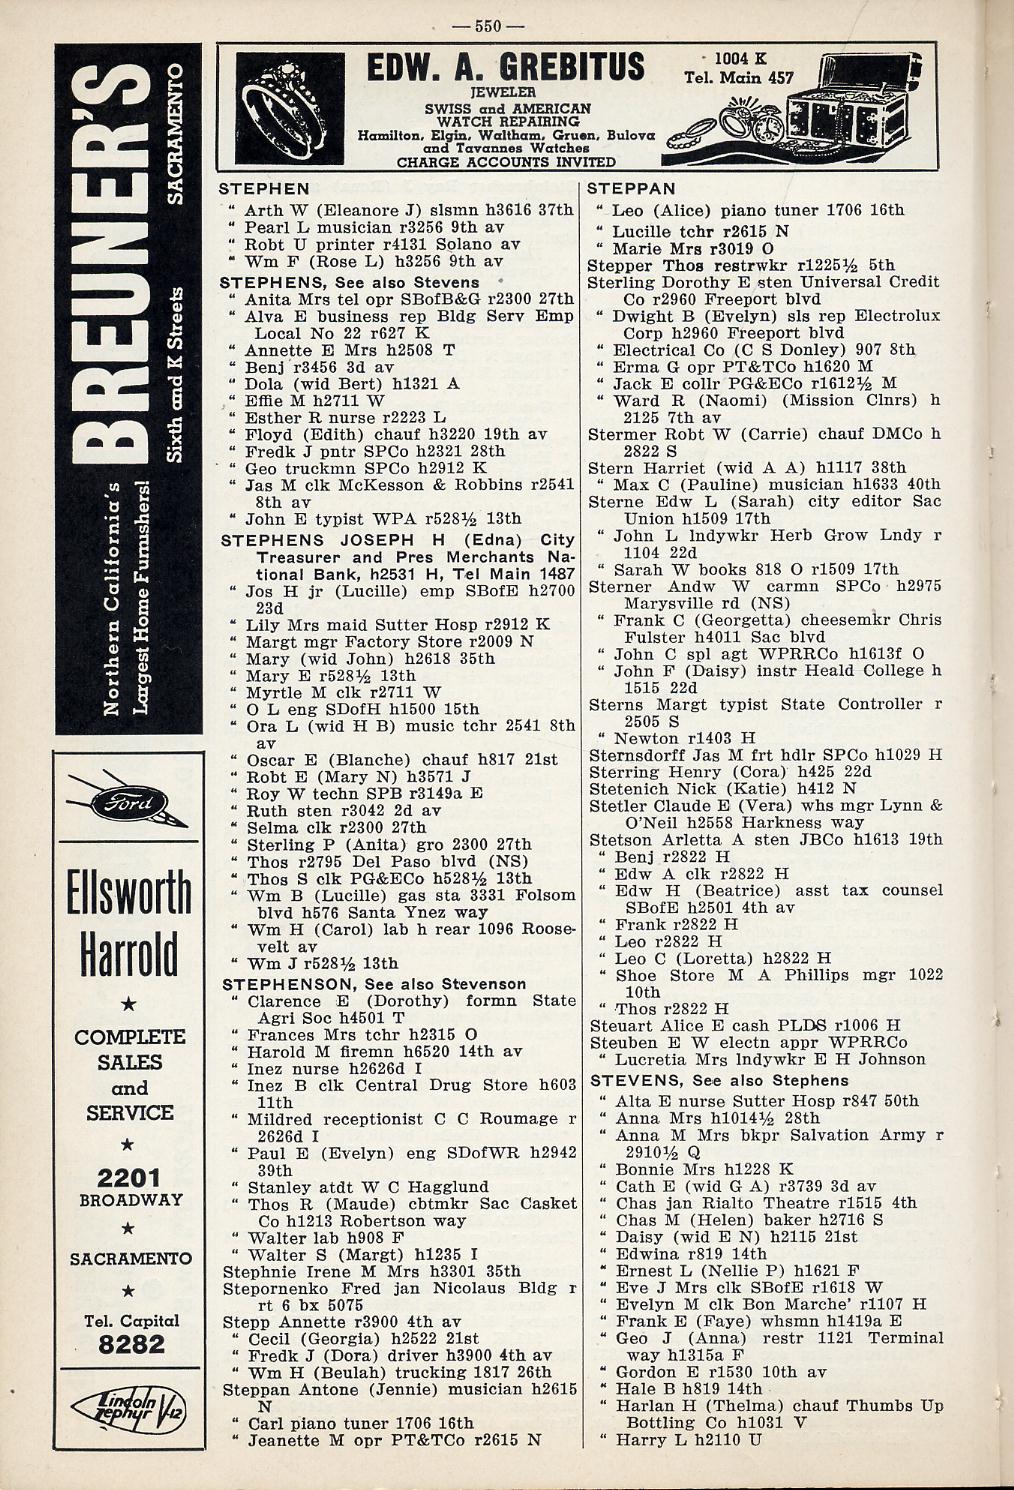 — 550 —
BREUNER'S
SACRAMENTO
Sixth and K Streets
Northern California's
Largest Home Furnishers!
Ford
Ellsworth
Harrold
★
COMPLETE
SALES
and
SERVICE
★
2201
BROADWAY
★
SACRAMENTO
★
Tel. Capital
8282
Lincoln
Zephyr V-12
EDW. A. GREBITUS
JEWELER
SWISS and AMERICAN
WATCH REPAIRING
Hamilton, Elgin, Waltham, Gruen, Bulova
and Tavannes Watches
CHARGE ACCOUNTS INVITED
1004 K
Tel. Main 457
STEPHEN
" Arth W (Eleanore J) slsmn h3616 37th
" Pearl L musician r3256 9th av
" Robt U printer r4131 Solano av
" Wm F (Rose L) h3256 9th av
STEPHENS, See also Stevens
" Anita Mrs tel opr SBofB&G r2300 27th
" Alva E business rep Bldg Serv Emp
Local No 22 r627 K
" Annette E Mrs h2508 T
" Benj r3456 3d av
" Dola (wid Bert) h1321 A
" Effie M h2711 W
" Esther R nurse r2223 L
" Floyd (Edith) chauf h3220 19th av
" Fredk J pntr SPCo h2321 28th
" Geo truckmn SPCo h2912 K
" Jas M clk McKesson & Robbins r2541
8th av
" John E typist WPA r528½ 13th
STEPHENS JOSEPH H (Edna) City
Treasurer and Pres Merchants Na-
tional Bank, h2531 H, Tel Main 1487
" Jos H jr (Lucille) emp SBofE h2700
23d
" Lily Mrs maid Sutter Hosp r2912 K
" Margt mgr Factory Store r2009 N
" Mary (wid John) h2618 35th
" Mary E r528½ 13th
" Myrtle M clk r2711 W
" O L eng SDofH h1500 15th
" Ora L (wid H B) music tchr 2541 8th
av
" Oscar E (Blanche) chauf h817 21st
" Robt E (Mary N) h3571 J
" Roy W techn SPB r3149a E
" Ruth sten r3042 2d av
" Selma clk r2300 27th
" Sterling P (Anita) gro 2300 27th
" Thos r2795 Del Paso blvd (NS)
" Thos S clk PG&ECo h528½ 13th
" Wm B (Lucille) gas sta 3331 Folsom
blvd h576 Santa Ynez way
" Wm H (Carol) lab h rear 1096 Roose-
velt av
" Wm J r528½ 13th
STEPHENSON, See also Stevenson
" Clarence E (Dorothy) formn State
Agri Soc h4501 T
" Frances Mrs tchr h2315 O
" Harold M firemn h6520 14th av
" Inez nurse h2626d I
" Inez B clk Central Drug Store h603
11th
" Mildred receptionist C C Roumage r
2626d I
" Paul E (Evelyn) eng SDofWR h2942
39th
" Stanley atdt W C Hagglund
" Thos R (Maude) cbtmkr Sac Casket
Co h1213 Robertson way
" Walter lab h908 F
" Walter S (Margt) h1235 I
Stephnie Irene M Mrs h3301 35th
Stepornenko Fred jan Nicolaus Bldg r
rt 6 bx 5075
Stepp Annette r3900 4th av
" Cecil (Georgia) h2522 21st
" Fredk J (Dora) driver h3900 4th av
" Wm H (Beulah) trucking 1817 26th
Steppan Antone (Jennie) musician h2615
N
" Carl piano tuner 1706 16th
" Jeanette M opr PT&TCo r2615 N
STEPPAN
" Leo (Alice) piano tuner 1706 16th
" Lucille tchr r2615 N
" Marie Mrs r3019 O
Stepper Thos restrwkr r1225½ 5th
Sterling Dorothy E sten Universal Credit
Co r2960 Freeport blvd
" Dwight B (Evelyn) sls rep Electrolux
Corp h2960 Freeport blvd
" Electrical Co (C S Donley) 907 8th
" Erma G opr PT&TCo h1620 M
" Jack E collr PG&ECo r1612½ M
" Ward R (Naomi) (Mission Clnrs) h
2125 7th av
Stermer Robt W (Carrie) chauf DMCo h
2822 S
Stern Harriet (wid A A) h1117 38th
" Max C (Pauline) musician h1633 40th
Sterne Edw L (Sarah) city editor Sac
Union h1509 17th
" John L lndywkr Herb Grow Lndy r
1104 22d
" Sarah W books 818 O r1509 17th
Sterner Andw W carmn SPCo h2975
Marysville rd (NS)
" Frank C (Georgetta) cheesemkr Chris
Fulster h4011 Sac blvd
" John C spl agt WPRRCo h1613f O
" John F (Daisy) instr Heald College h
1515 22d
Sterns Margt typist State Controller r
2505 S
" Newton r1403 H
Sternsdorff Jas M frt hdlr SPCo h1029 H
Sterring Henry (Cora) h425 22d
Stetenich Nick (Katie) h412 N
Stetler Claude E (Vera) whs mgr Lynn &
O'Neil h2558 Harkness way
Stetson Arletta A sten JBCo h1613 19th
" Benj r2822 H
" Edw A clk r2822 H
" Edw H (Beatrice) asst tax counsel
SBofE h2501 4th av
" Frank r2822 H
" Leo r2822 H
" Leo C (Loretta) h2822 H
" Shoe Store M A Phillips mgr 1022
10th
" Thos r2822 H
Steuart Alice E cash PLDS r1006 H
Steuben E W electn appr WPRRCo
" Lucretia Mrs lndywkr E H Johnson
STEVENS, See also Stephens
" Alta E nurse Sutter Hosp r847 50th
" Anna Mrs h1014½ 28th
" Anna M Mrs bkpr Salvation Army r
2910½ Q
" Bonnie Mrs h1228 K
" Cath E (wid G A) r3739 3d av
" Chas jan Rialto Theatre r1515 4th
" Chas M (Helen) baker h2716 S
" Daisy (wid E N) h2115 21st
" Edwina r819 14th
" Ernest L (Nellie P) h1621 F
" Eve J Mrs clk SBofE r1618 W
" Evelyn M clk Bon Marche' r1107 H
" Frank E (Faye) whsmn h1419a E
" Geo J (Anna) restr 1121 Terminal
way h1315a F
" Gordon E r1530 10th av
" Hale B h819 14th
" Harlan H (Thelma) chauf Thumbs Up
Bottling Co h1031 V
" Harry L h2110 U